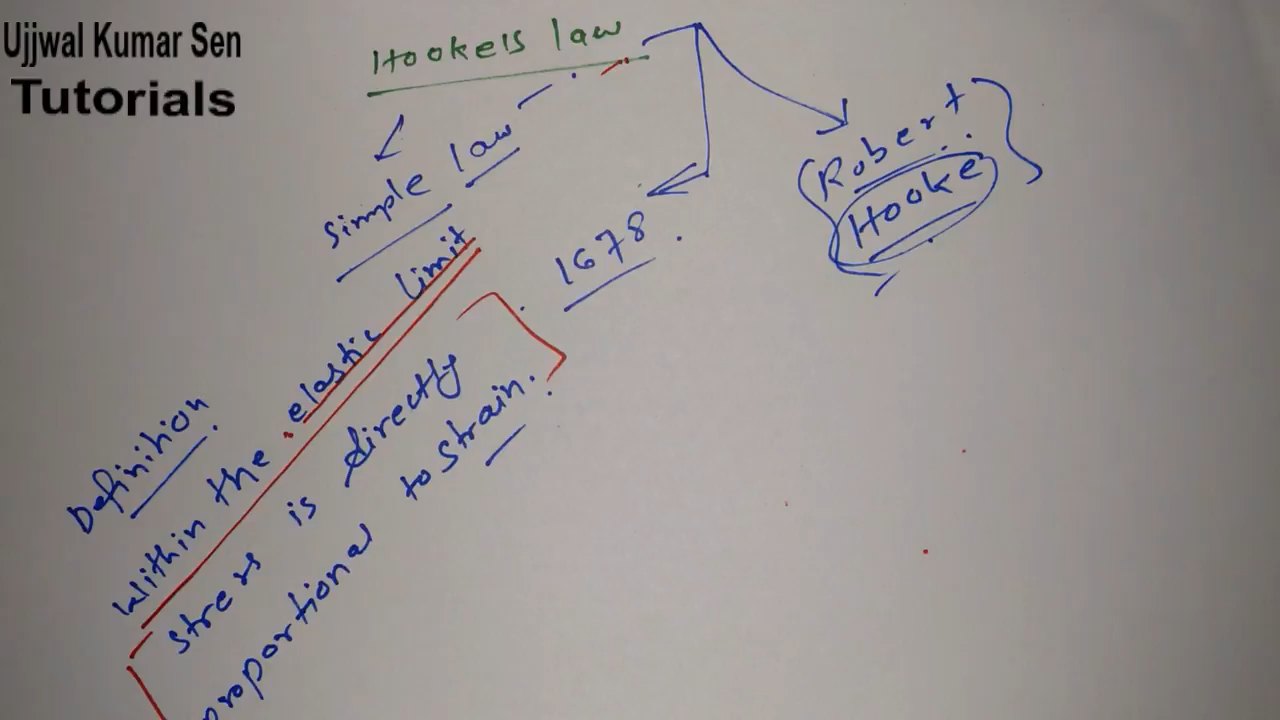 Ujjwal Kumar Sen
Tutorials
Hooke's law
Simple law
1678.
Robert
Hooke
Definition
Within the elastic limit
stress is directly
proportional to strain.